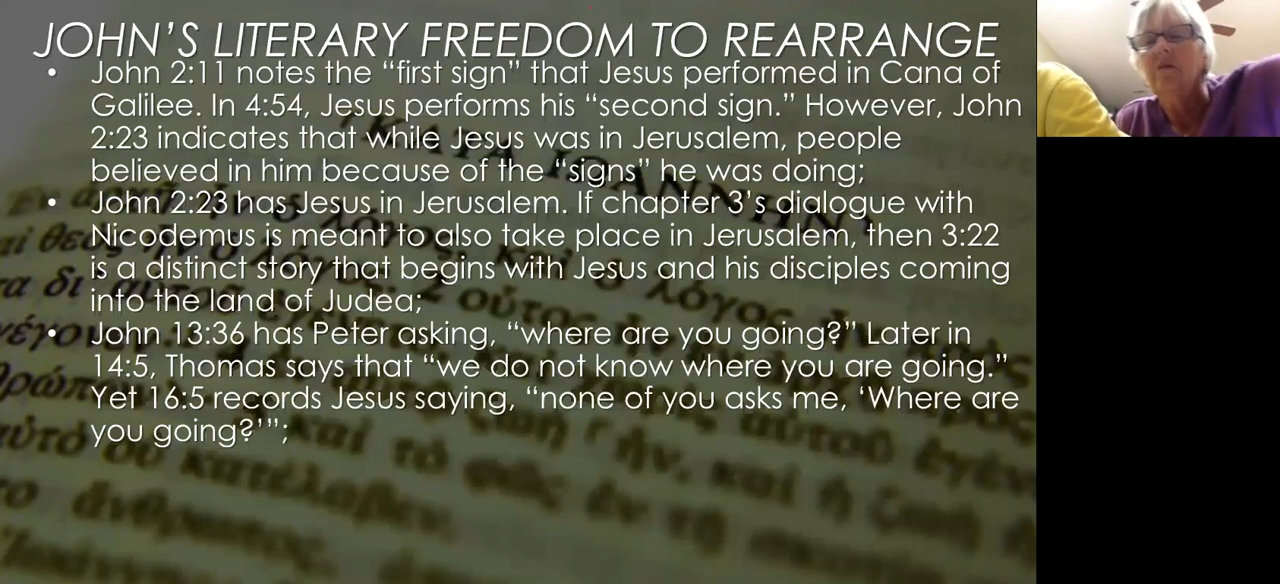 JOHN'S LITERARY FREEDOM TO REARRANGE
• John 2:11 notes the “first sign” that Jesus performed in Cana of
Galilee. In 4:54, Jesus performs his “second sign.” However, John
2:23 indicates that while Jesus was in Jerusalem, people
believed in him because of the “signs” he was doing;
• John 2:23 has Jesus in Jerusalem. If chapter 3’s dialogue with
Nicodemus is meant to also take place in Jerusalem, then 3:22
is a distinct story that begins with Jesus and his disciples coming
into the land of Judea;
• John 13:36 has Peter asking, “where are you going?” Later in
14:5, Thomas says that “we do not know where you are going.”
Yet 16:5 records Jesus saying, “none of you asks me, ‘Where are
you going?’”;
καὶ τὸ φῶς ἐν τῇ